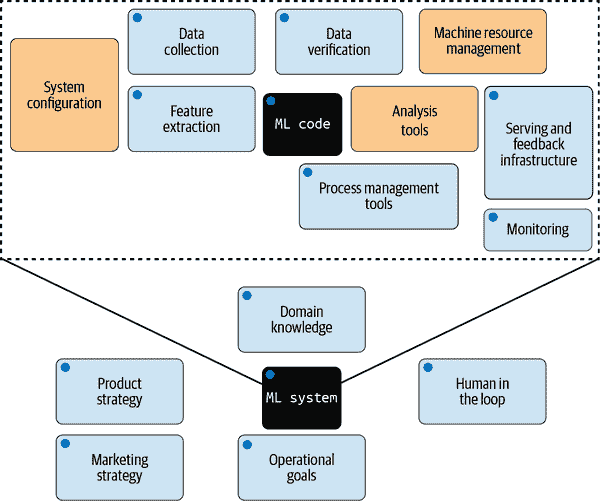 System
configuration
Data
collection
Data
verification
Machine resource
management
Feature
extraction
ML code
Analysis
tools
Serving and
feedback
infrastructure
Process management
tools
Monitoring
Domain
knowledge
Product
strategy
ML system
Human in
the loop
Marketing
strategy
Operational
goals